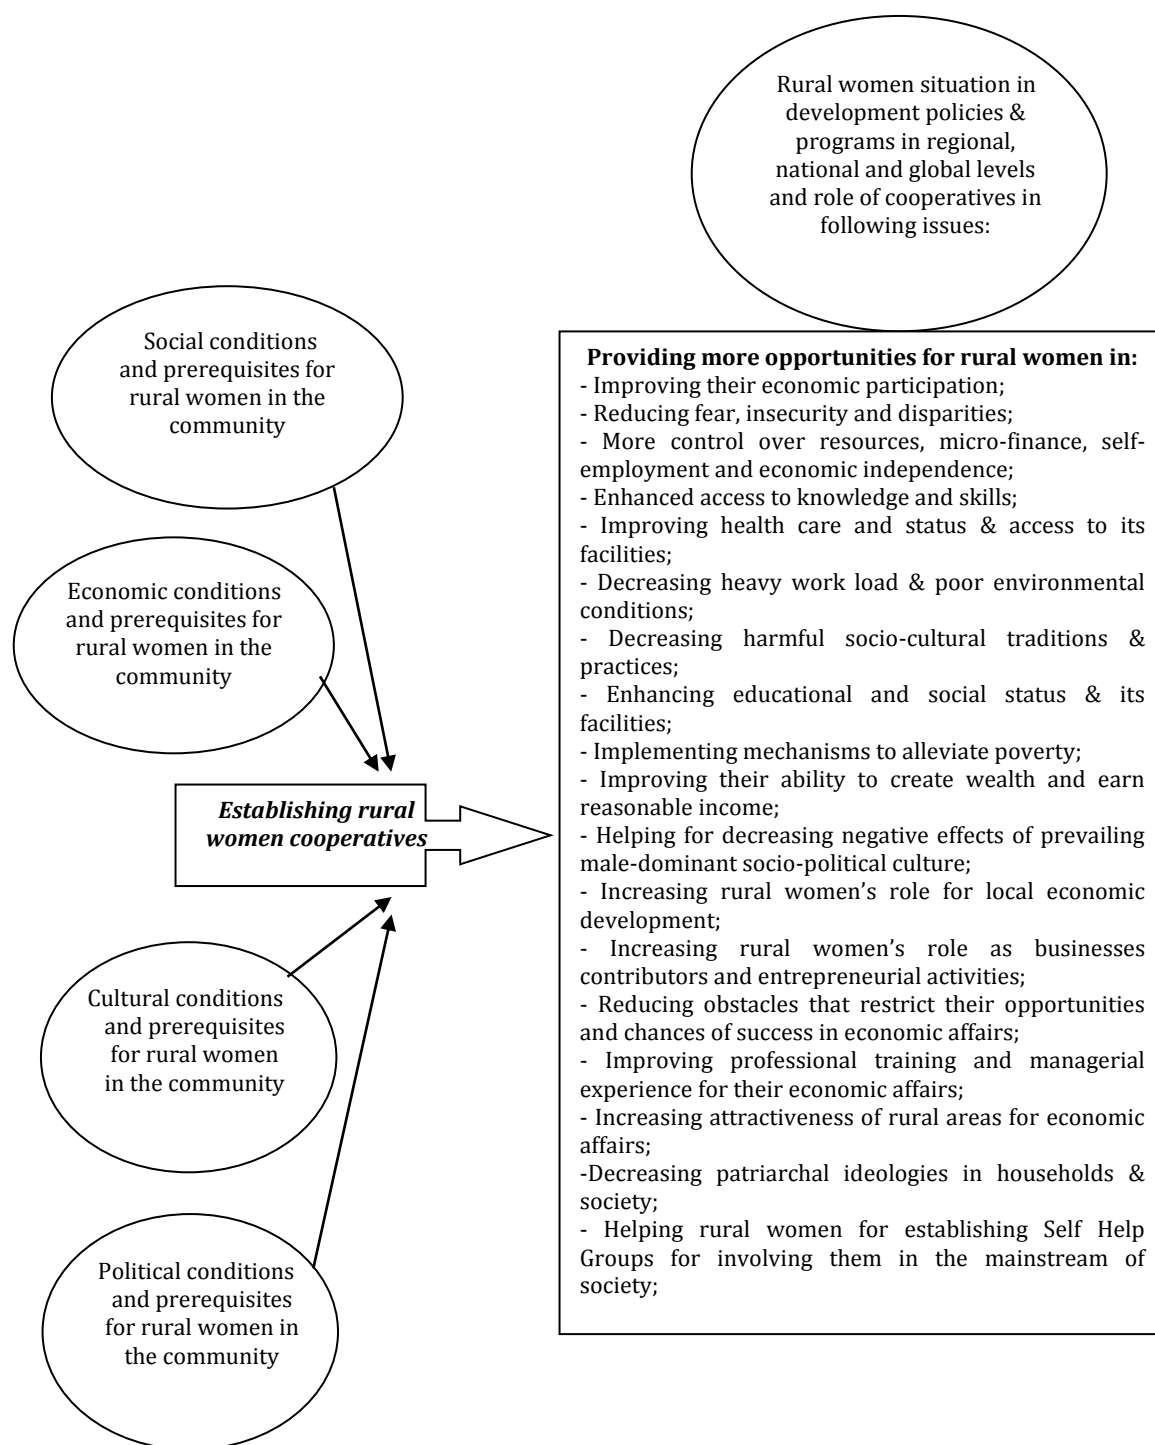 Rural women situation in
development policies &
programs in regional,
national and global levels
and role of cooperatives in
following issues:
Social conditions
and prerequisites for
rural women in the
community
Economic conditions
and prerequisites for
rural women in the
community
Establishing rural
women cooperatives
Cultural conditions
and prerequisites
for rural women
in the community
Political conditions
and prerequisites
for rural women in
the community
Providing more opportunities for rural women in:
- Improving their economic participation;
- Reducing fear, insecurity and disparities;
- More control over resources, micro-finance, self-
employment and economic independence;
- Enhanced access to knowledge and skills;
- Improving health care and status & access to its
facilities;
- Decreasing heavy work load & poor environmental
conditions;
- Decreasing harmful socio-cultural traditions &
practices;
- Enhancing educational and social status & its
facilities;
- Implementing mechanisms to alleviate poverty;
- Improving their ability to create wealth and earn
reasonable income;
- Helping for decreasing negative effects of prevailing
male-dominant socio-political culture;
- Increasing rural women’s role for local economic
development;
- Increasing rural women’s role as businesses
contributors and entrepreneurial activities;
- Reducing obstacles that restrict their opportunities
and chances of success in economic affairs;
- Improving professional training and managerial
experience for their economic affairs;
- Increasing attractiveness of rural areas for economic
affairs;
-Decreasing patriarchal ideologies in households &
society;
- Helping rural women for establishing Self Help
Groups for involving them in the mainstream of
society;